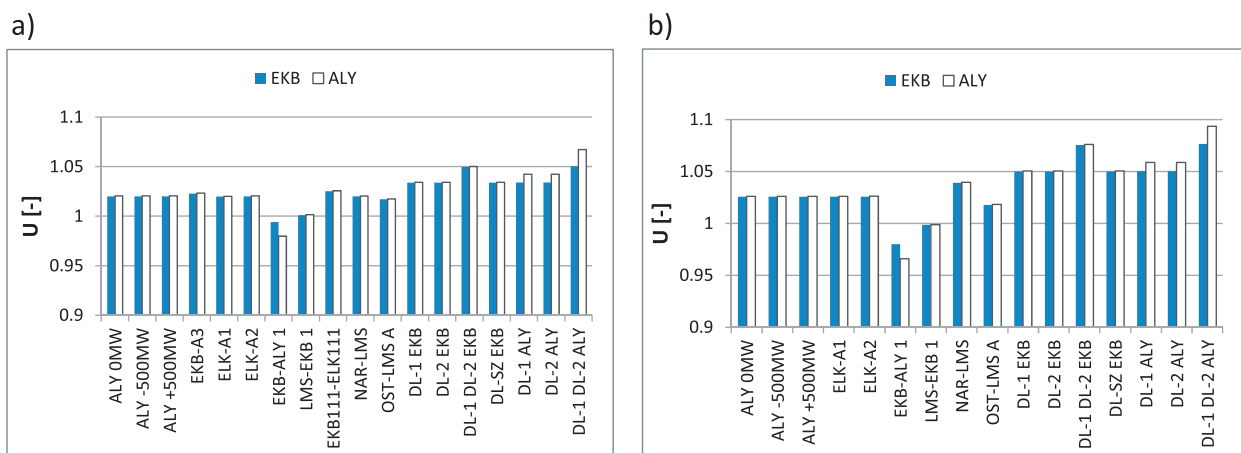 a)
EKB ALY
1.1
1.05
1
0.95
0.9
U [-]
ALY 0MW
ALY -500MW
ALY +500MW
EKB-A3
ELK-A1
ELK-A2
EKB-ALY 1
LMS-EKB 1
EKB111-ELK111
NAR-LMS
OST-LMS A
DL-1 EKB
DL-2 EKB
DL-1 DL-2 EKB
DL-SZ EKB
DL-1 ALY
DL-2 ALY
DL-1 DL-2 ALY
b)
EKB ALY
1.1
1.05
1
0.95
0.9
U [-]
ALY 0MW
ALY -500MW
ALY +500MW
ELK-A1
ELK-A2
EKB-ALY 1
LMS-EKB 1
NAR-LMS
OST-LMS A
DL-1 EKB
DL-2 EKB
DL-1 DL-2 EKB
DL-SZ EKB
DL-1 ALY
DL-2 ALY
DL-1 DL-2 ALY